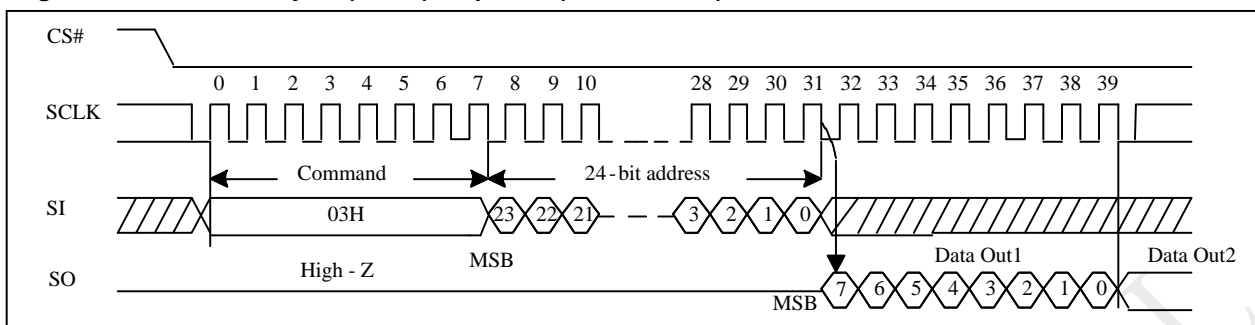 CS#
0 1 2 3 4 5 6 7 8 9 10 28 29 30 31 32 33 34 35 36 37 38 39
SCLK
Command 24-bit address
SI 03H 23 22 21 3 2 1 0
High - Z MSB Data Out1 Data Out2
SO MSB 7 6 5 4 3 2 1 0